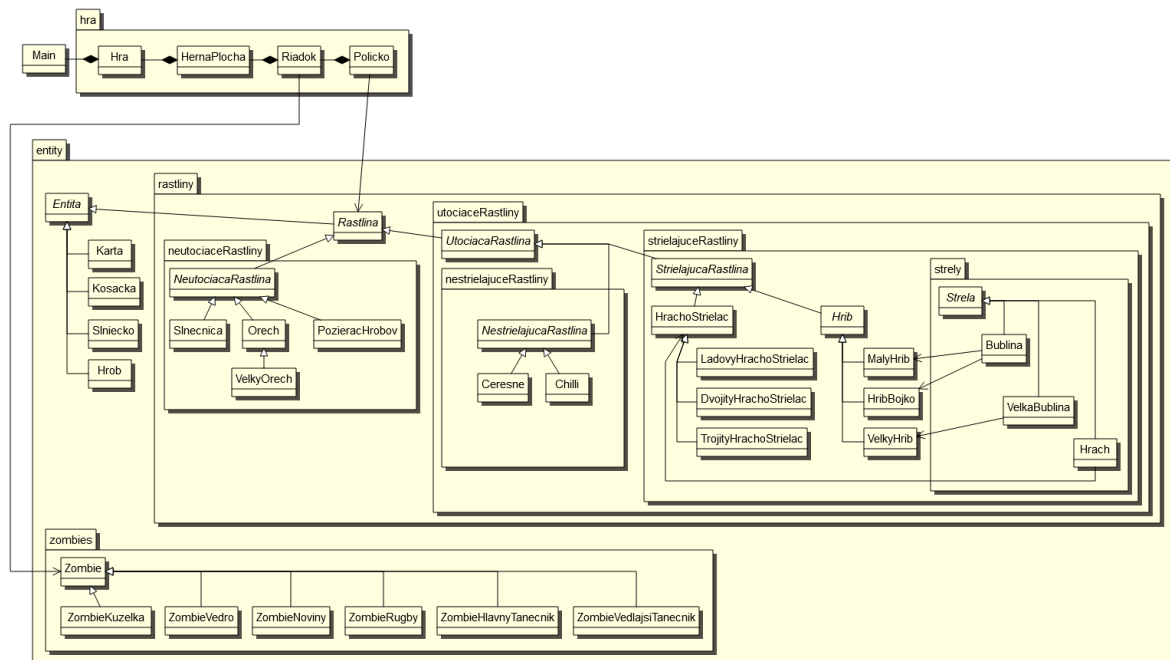 hra
Main
Hra
HernaPlocha
Riadok
Policko
entity
rastliny
Entita
Rastlina
utociaceRastliny
UtociacaRastlina
strielajuceRastliny
neutociaceRastliny
Karta
StrielajucaRastlina
strely
NeutociacaRastlina
nestrielajuceRastliny
Kosacka
Strela
HrachoStrielac
Hrib
Slniecko
Slnecnica
Orech
PozieracHrobov
NestrielajucaRastlina
Bublina
Hrob
VelkyOrech
Ceresne
Chilli
LadovyHrachoStrielac
MalyHrib
DvojityHrachoStrielac
HribBojko
VelkaBublina
TrojityHrachoStrielac
VelkyHrib
Hrach
zombies
Zombie
ZombieKuzelka
ZombieVedro
ZombieNoviny
ZombieRugby
ZombieHlavnyTanecnik
ZombieVedlajsiTanecnik